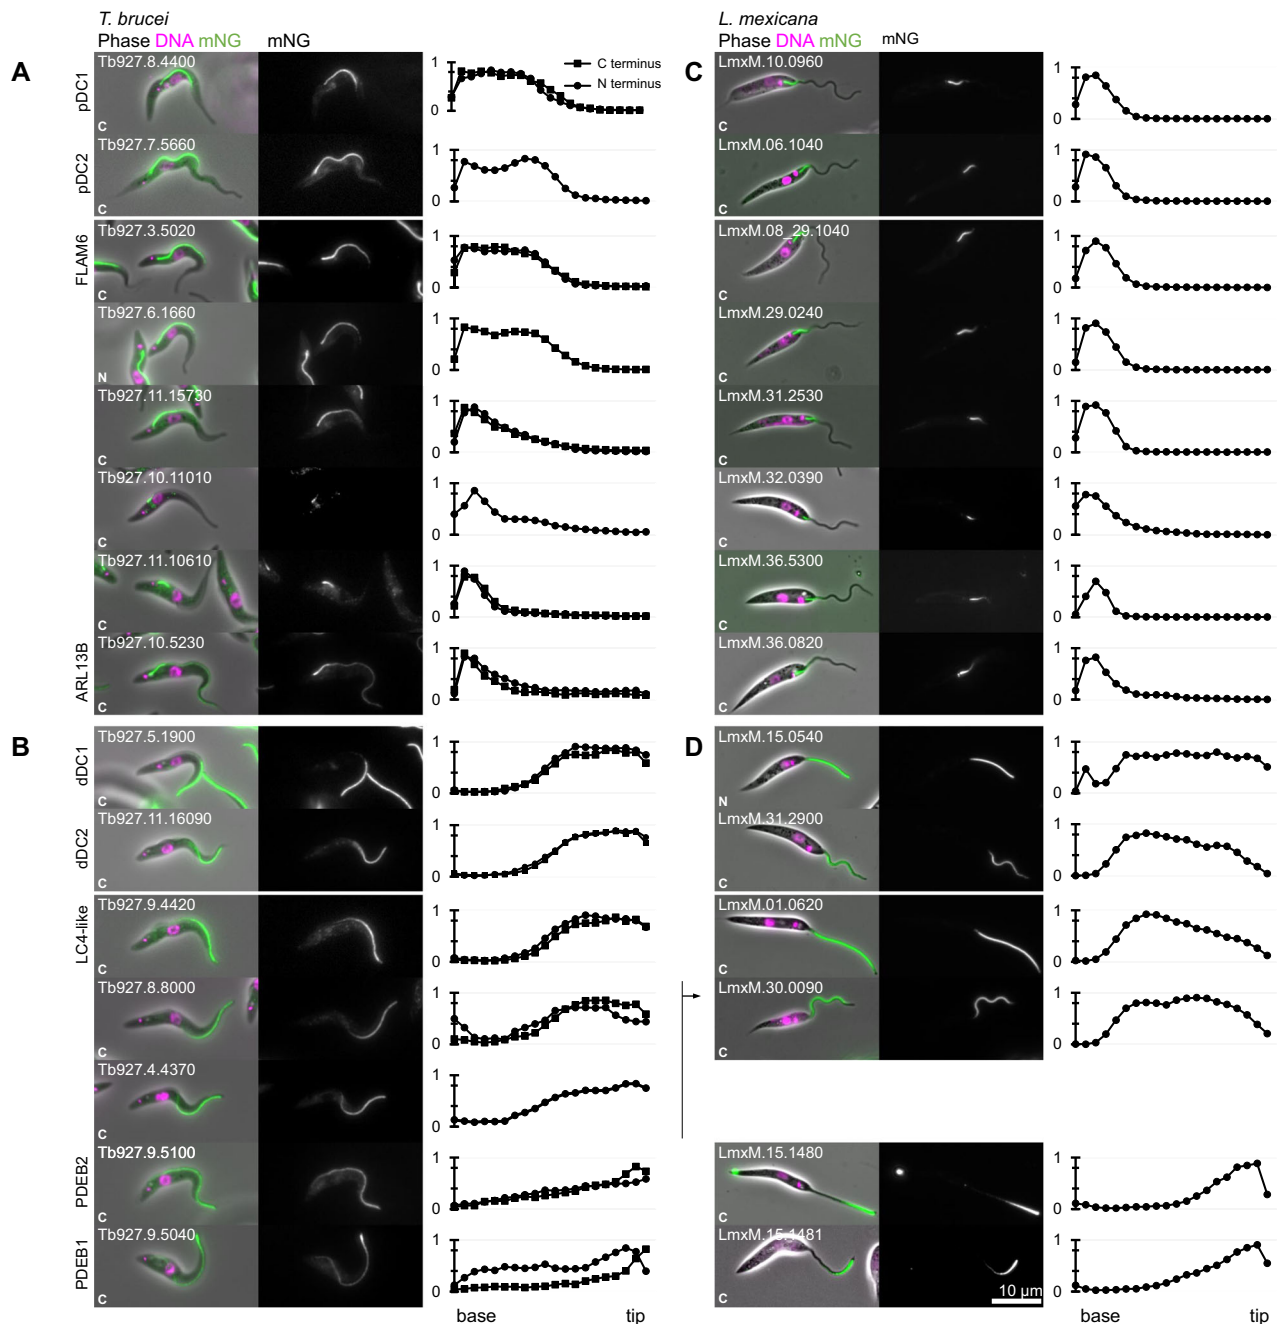 T. brucei
Phase DNA mNG mNG
A
C terminus
N terminus
pDC1
Tb927.8.4400
C
1
0
pDC2
Tb927.7.5660
C
1
0
FLAM6
Tb927.3.5020
C
1
0
Tb927.6.1660
N
1
0
Tb927.11.15730
C
1
0
Tb927.10.11010
C
1
0
Tb927.11.10610
C
1
0
ARL13B
Tb927.10.5230
C
1
0
B
dDC1
Tb927.5.1900
C
1
0
dDC2
Tb927.11.16090
C
1
0
LC4-like
Tb927.9.4420
C
1
0
Tb927.8.8000
C
1
0
Tb927.4.4370
C
1
0
PDEB2
Tb927.9.5100
C
1
0
PDEB1
Tb927.9.5040
C
1
0
base tip
L. mexicana
Phase DNA mNG mNG
C
LmxM.10.0960
C
1
0
LmxM.06.1040
C
1
0
LmxM.08_29.1040
C
1
0
LmxM.29.0240
C
1
0
LmxM.31.2530
C
1
0
LmxM.32.0390
C
1
0
LmxM.36.5300
C
1
0
LmxM.36.0820
C
1
0
D
LmxM.15.0540
N
1
0
LmxM.31.2900
C
1
0
LmxM.01.0620
C
1
0
LmxM.30.0090
C
1
0
LmxM.15.1480
C
1
0
LmxM.15.1481
C
10 µm
1
0
base tip